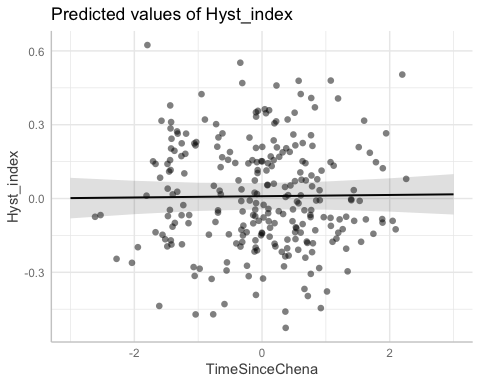 Predicted values of Hyst_index
0.6
0.3
0.0
-0.3
Hyst_index
-2
0
2
TimeSinceChena